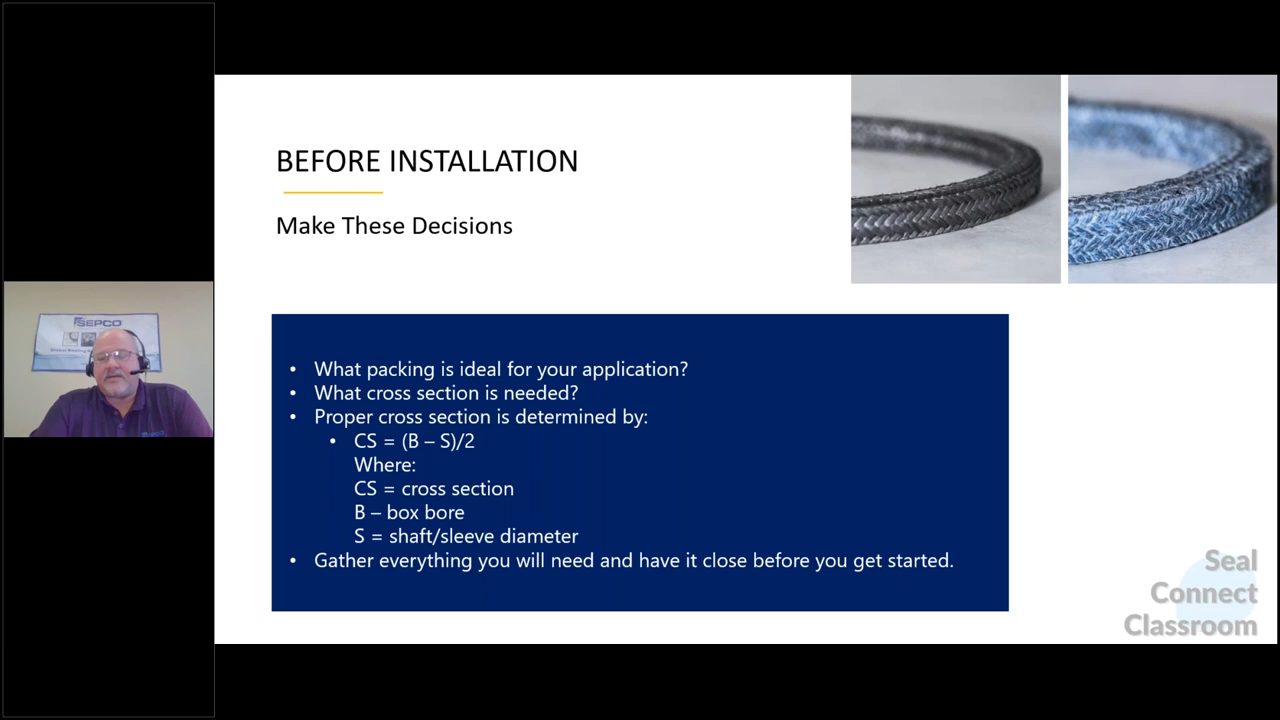 BEFORE INSTALLATION
Make These Decisions
SEPCO
• What packing is ideal for your application?
• What cross section is needed?
• Proper cross section is determined by:
• CS = (B – S)/2
Where:
CS = cross section
B – box bore
S = shaft/sleeve diameter
• Gather everything you will need and have it close before you get started.
Seal
Connect
Classroom